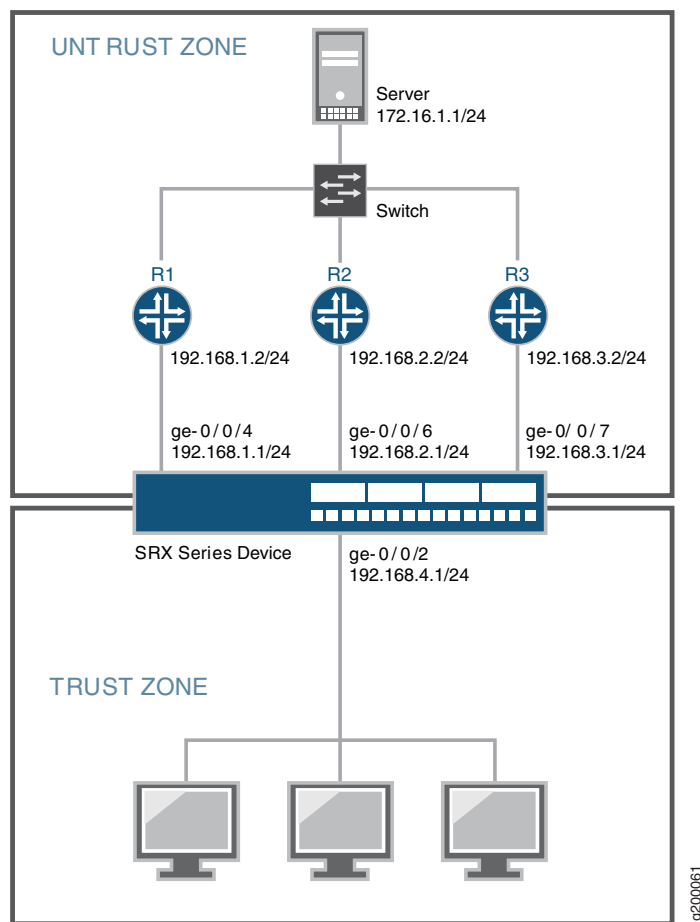 UNT RUST ZONE
Server
172.16.1.1/24
Switch
R1
R2
R3
192.168.1.2/24
192.168.2.2/24
192.168.3.2/24
ge-0/0/4
192.168.1.1/24
ge-0/0/6
192.168.2.1/24
ge-0/ 0/7
192.168.3.1/24
SRX Series Device
ge-0/0/2
192.168.4.1/24
TRUST ZONE
g200061